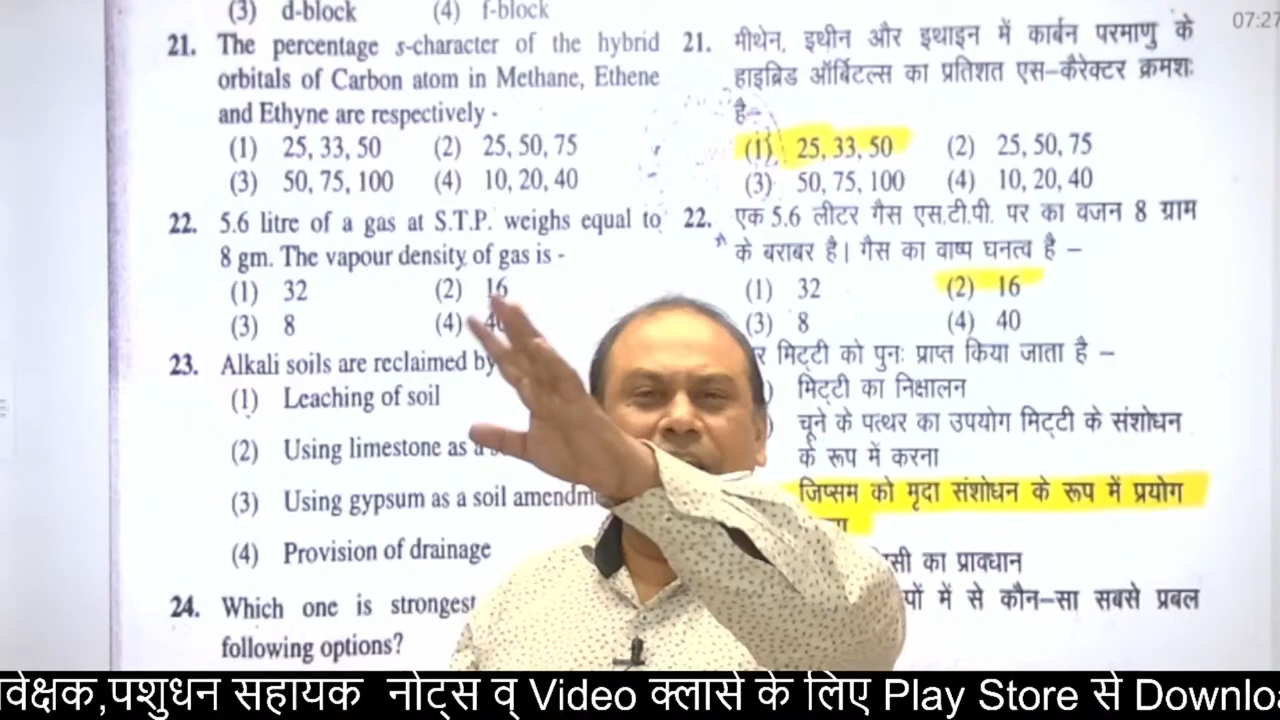 (3) d-block (4) f-block
07:27
21. The percentage s-character of the hybrid
orbitals of Carbon atom in Methane, Ethene
and Ethyne are respectively -
(1) 25, 33, 50 (2) 25, 50, 75
(3) 50, 75, 100 (4) 10, 20, 40
22. 5.6 litre of a gas at S.T.P. weighs equal to
8 gm. The vapour density of gas is -
(1) 32 (2) 16
(3) 8 (4) 40
23. Alkali soils are reclaimed by
(1) Leaching of soil
(2) Using limestone as a
(3) Using gypsum as a soil
(4) Provision of drainage
24. Which one is strongest
following options?
21. मीथेन, इथीन और इथाइन में कार्बन परमाणु के
हाइब्रिड ऑर्बिटल्स का प्रतिशत एस-कैरेक्टर क्रमशः
है-
(1) 25, 33, 50 (2) 25, 50, 75
(3) 50, 75, 100 (4) 10, 20, 40
22. एक 5.6 लीटर गैस एस.टी.पी. पर का वजन 8 ग्राम
के बराबर है। गैस का वाष्प घनत्व है –
(1) 32 (2) 16
(3) 8 (4) 40
मिट्टी को पुनः प्राप्त किया जाता है –
मिट्टी का निक्षालन
चूने के पत्थर का उपयोग मिट्टी के संशोधन
के रूप में करना
जिप्सम को मृदा संशोधन के रूप में प्रयोग
का प्रावधान
में से कौन-सा सबसे प्रबल
पशुधन सहायक नोट्स व् Video क्लासे के लिए Play Store से